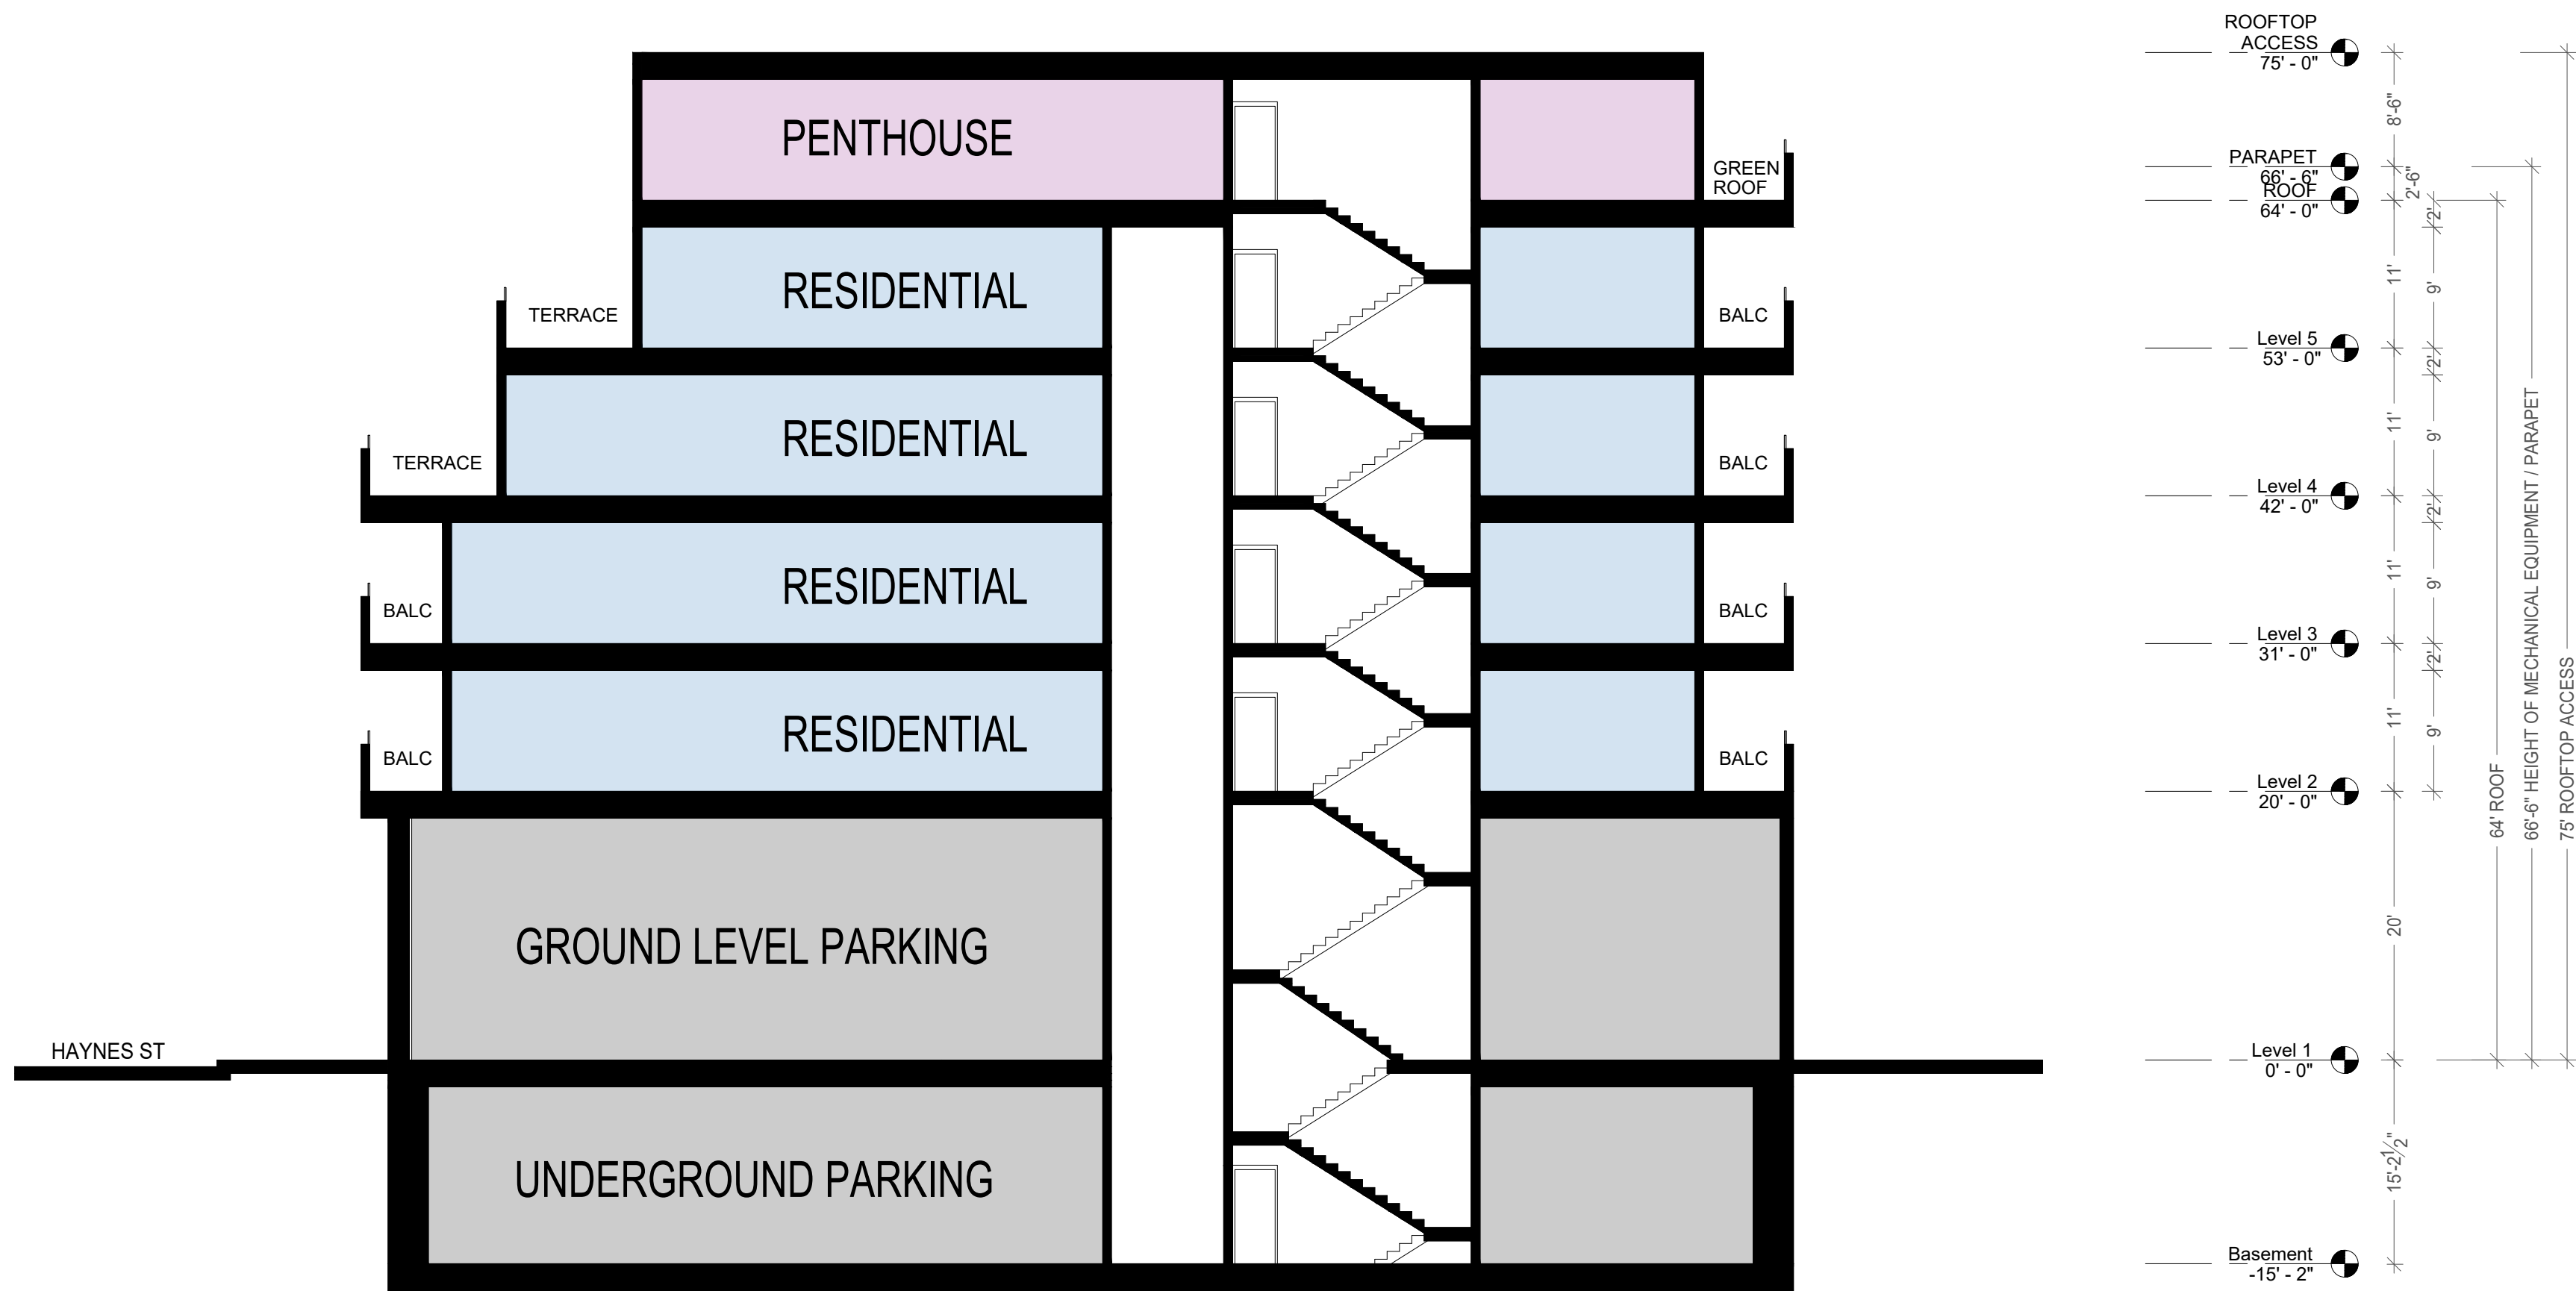 ROOFTOP
ACCESS
75' - 0"
8'-6"
PENTHOUSE
GREEN
ROOF
PARAPET
66' - 6"
2'-6"
ROOF
64' - 0"
2'
RESIDENTIAL
TERRACE
BALC
11'
9'
Level 5
53' - 0"
2'
RESIDENTIAL
TERRACE
BALC
11'
9'
Level 4
42' - 0"
2'
RESIDENTIAL
BALC
BALC
11'
9'
Level 3
31' - 0"
2'
RESIDENTIAL
BALC
BALC
11'
9'
Level 2
20' - 0"
64' ROOF
66'-6" HEIGHT OF MECHANICAL EQUIPMENT / PARAPET
75' ROOFTOP ACCESS
GROUND LEVEL PARKING
20'
HAYNES ST
Level 1
0' - 0"
UNDERGROUND PARKING
15'-2½"
Basement
-15' - 2"